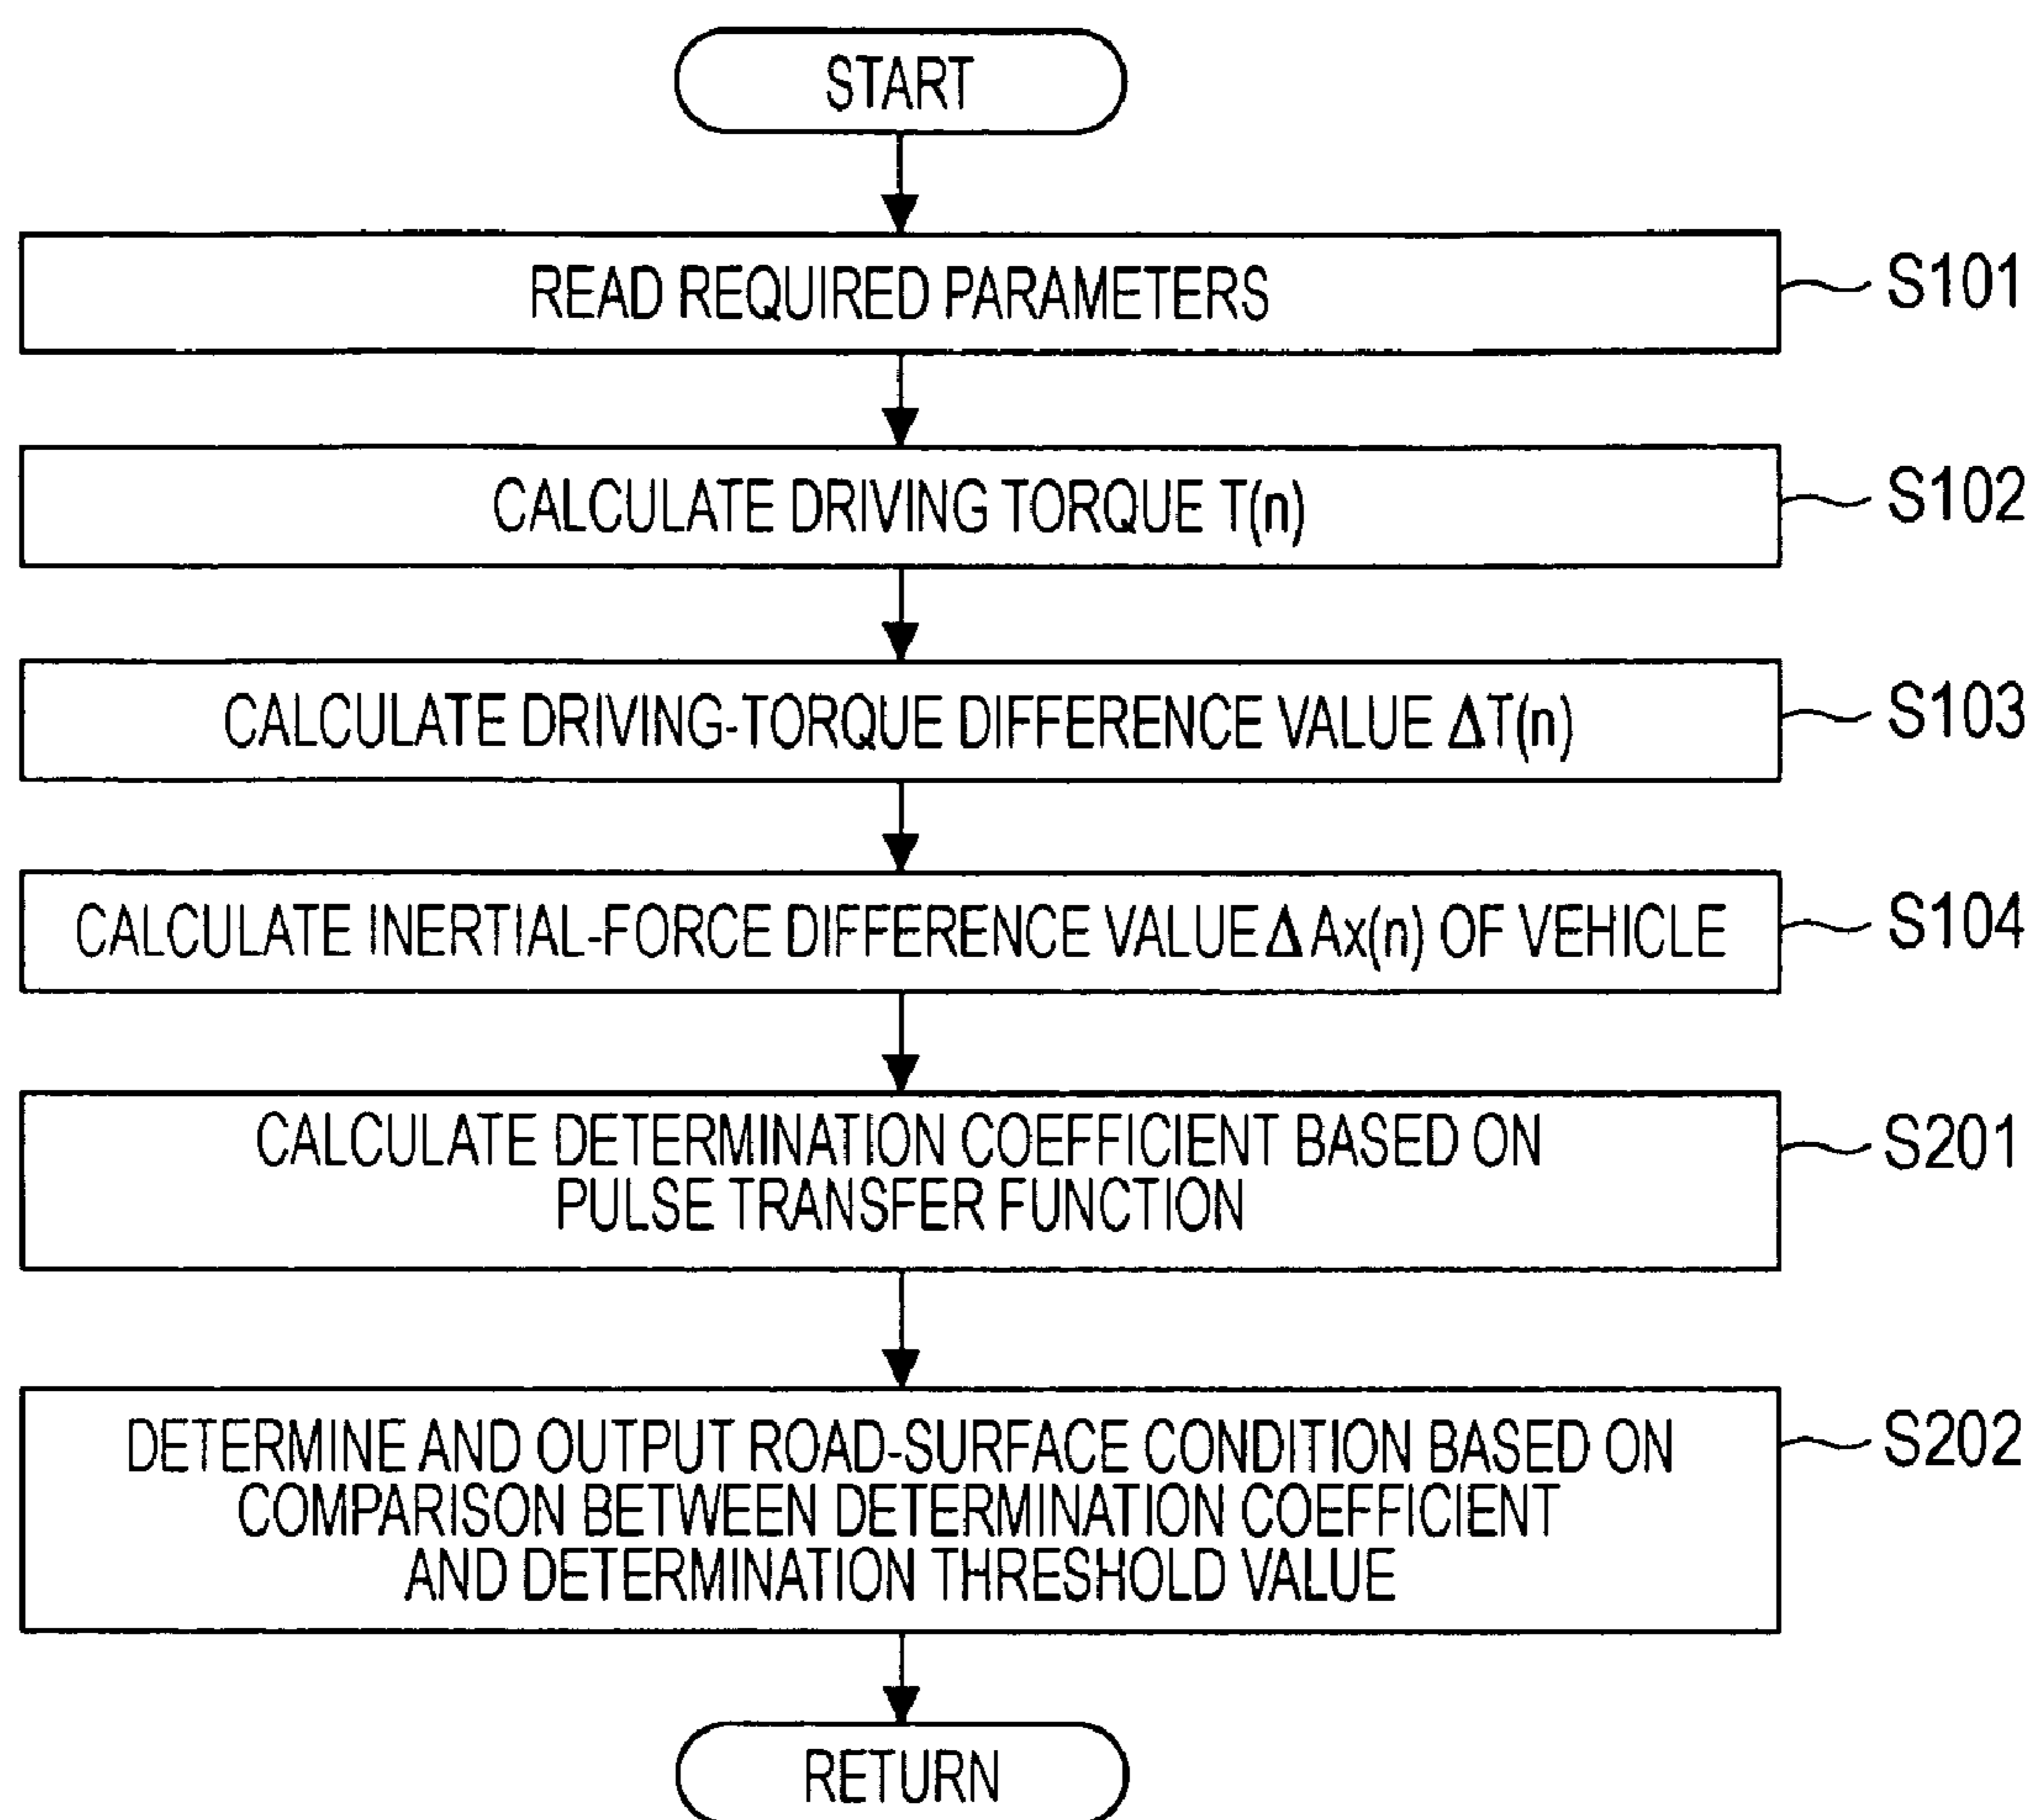 START
READ REQUIRED PARAMETERS
S101
CALCULATE DRIVING TORQUE T(n)
S102
CALCULATE DRIVING-TORQUE DIFFERENCE VALUE ΔT(n)
S103
CALCULATE INERTIAL-FORCE DIFFERENCE VALUE ΔAx(n) OF VEHICLE
S104
CALCULATE DETERMINATION COEFFICIENT BASED ON
PULSE TRANSFER FUNCTION
S201
DETERMINE AND OUTPUT ROAD-SURFACE CONDITION BASED ON
COMPARISON BETWEEN DETERMINATION COEFFICIENT
AND DETERMINATION THRESHOLD VALUE
S202
RETURN